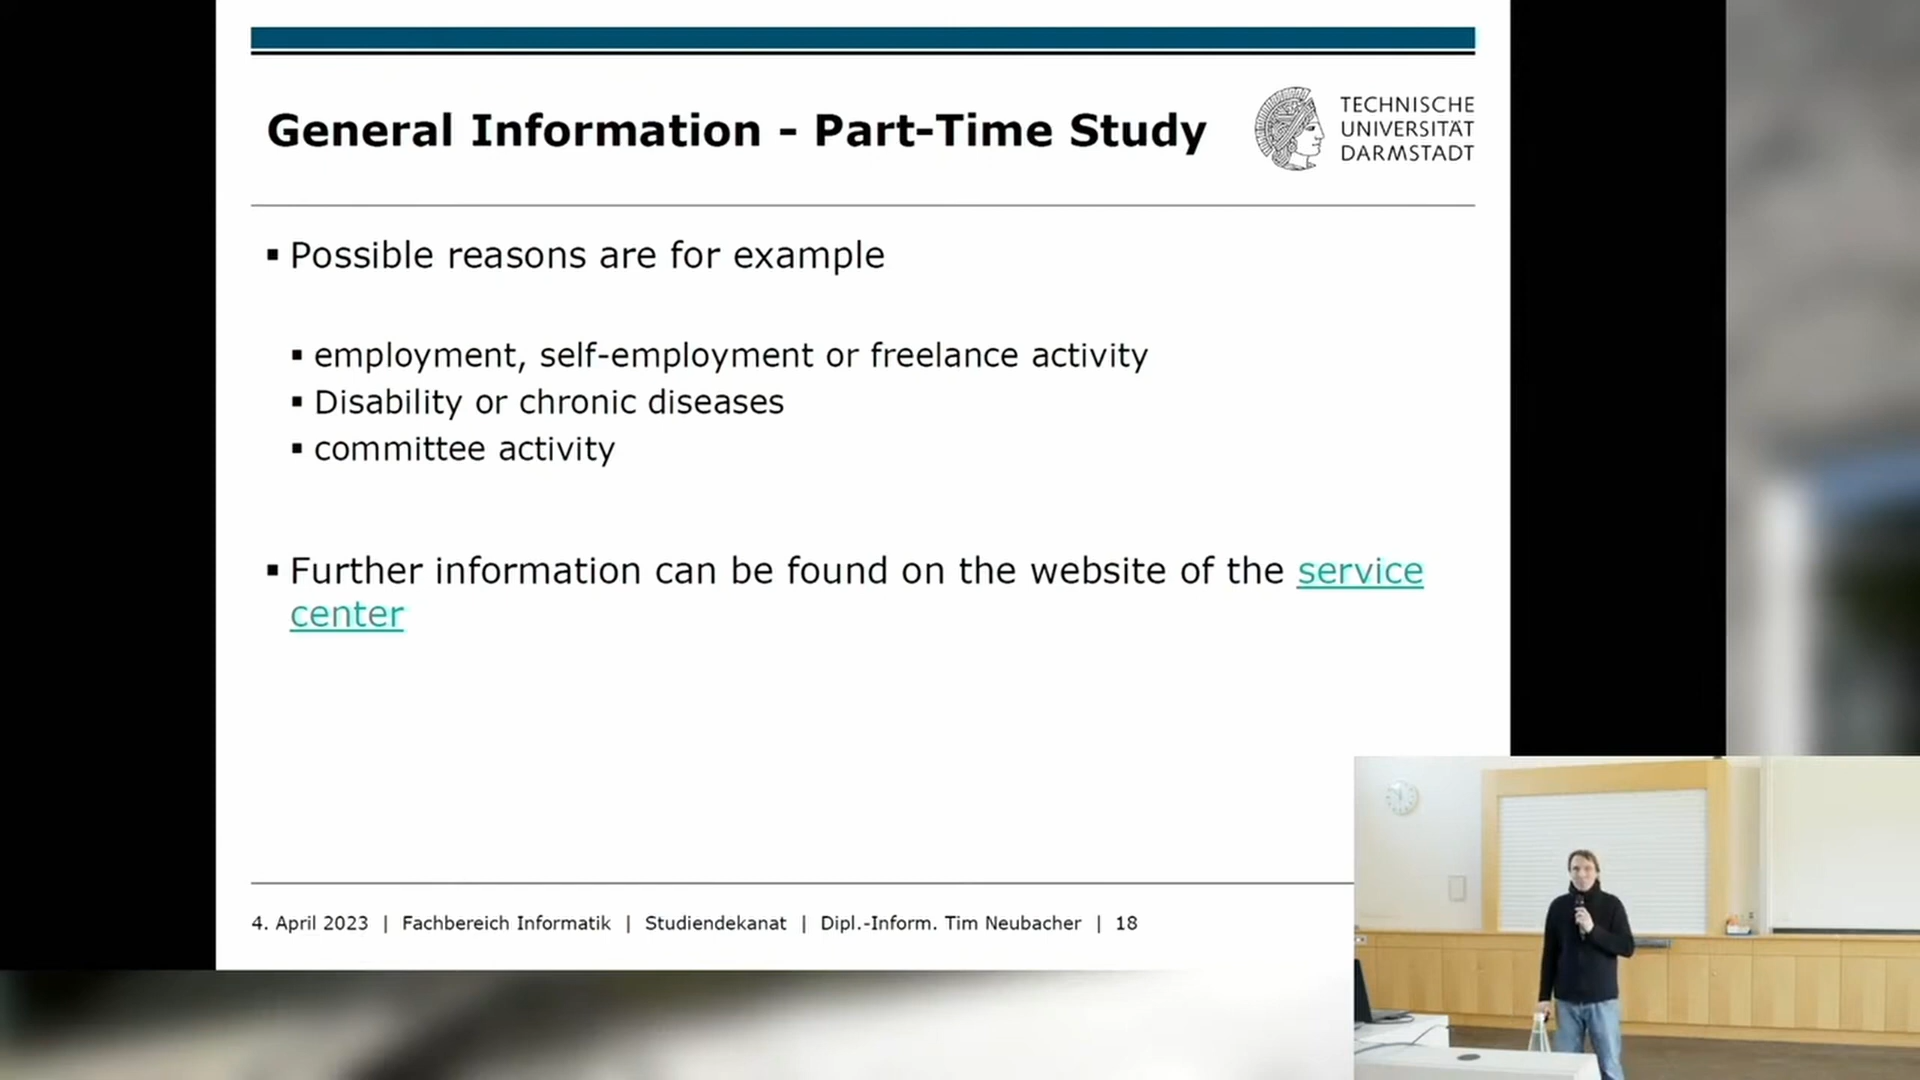 General Information - Part-Time Study
TECHNISCHE
UNIVERSITÄT
DARMSTADT
▪ Possible reasons are for example
▪ employment, self-employment or freelance activity
▪ Disability or chronic diseases
▪ committee activity
▪ Further information can be found on the website of the service
center
4. April 2023 | Fachbereich Informatik | Studiendekanat | Dipl.-Inform. Tim Neubacher | 18